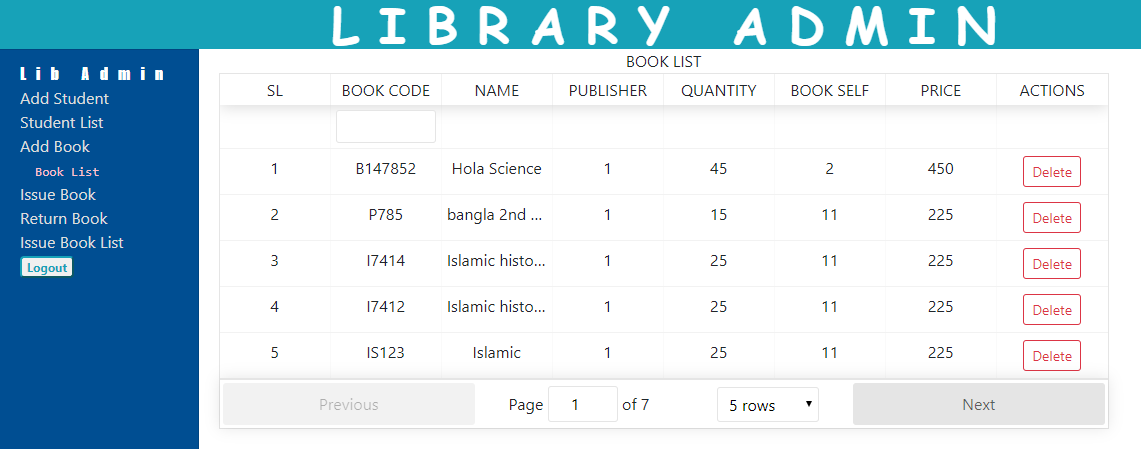 LIBRARY ADMIN
Lib Admin
Add Student
Student List
Add Book
Book List
Issue Book
Return Book
Issue Book List
Logout
BOOK LIST
SL BOOK CODE NAME PUBLISHER QUANTITY BOOK SELF PRICE ACTIONS
1 B147852 Hola Science 1 45 2 450 Delete
2 P785 bangla 2nd ... 1 15 11 225 Delete
3 I7414 Islamic histo... 1 25 11 225 Delete
4 I7412 Islamic histo... 1 25 11 225 Delete
5 IS123 Islamic 1 25 11 225 Delete
Previous Page 1 of 7 5 rows Next